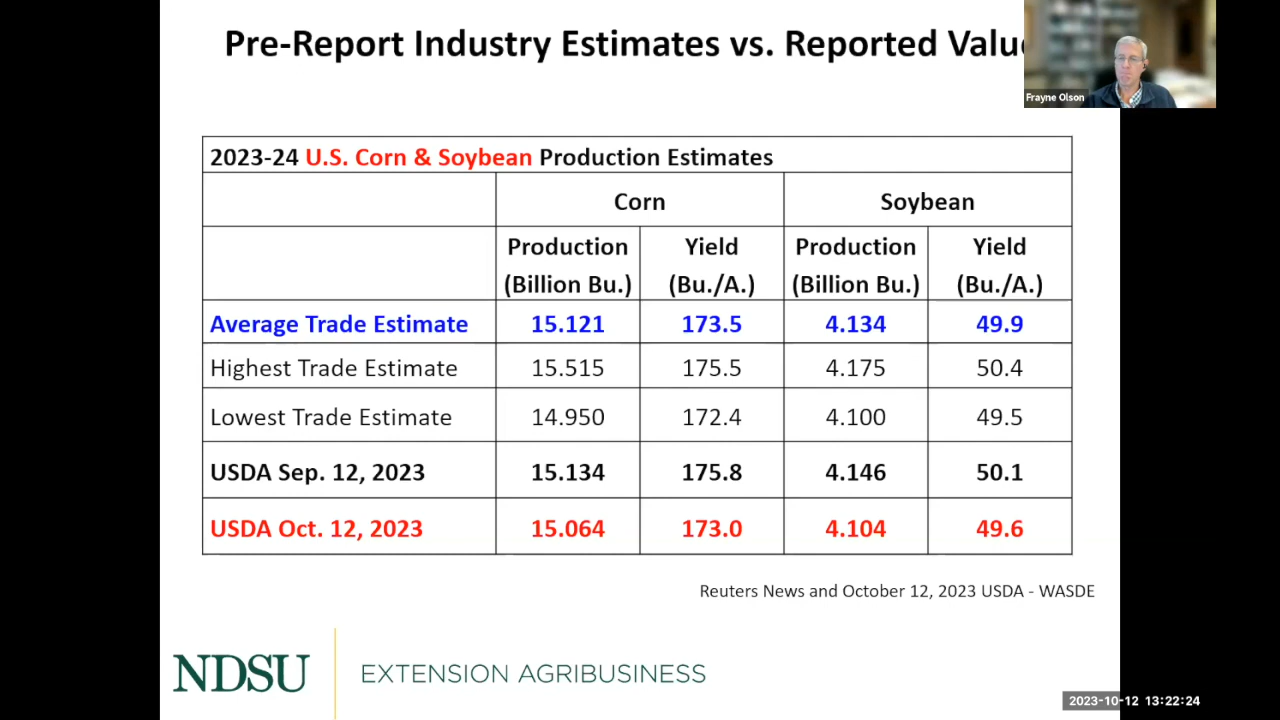 Pre-Report Industry Estimates vs. Reported
Frayne Olson
2023-24 U.S. Corn & Soybean Production Estimates
Corn Soybean
Production Yield Production Yield
(Billion Bu.) (Bu./A.) (Billion Bu.) (Bu./A.)
Average Trade Estimate 15.121 173.5 4.134 49.9
Highest Trade Estimate 15.515 175.5 4.175 50.4
Lowest Trade Estimate 14.950 172.4 4.100 49.5
USDA Sep. 12, 2023 15.134 175.8 4.146 50.1
USDA Oct. 12, 2023 15.064 173.0 4.104 49.6
Reuters News and October 12, 2023 USDA - WASDE
NDSU EXTENSION AGRIBUSINESS
2023-10-12 13:22:24